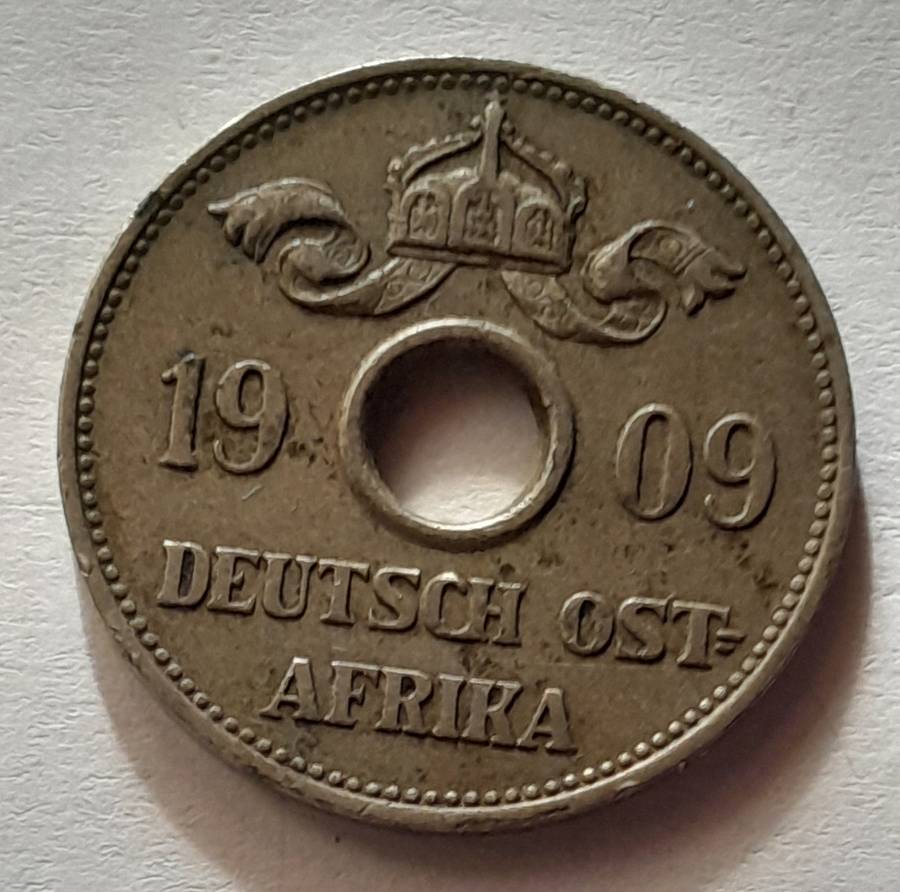 19 09
DEUTSCH OST-
AFRIKA